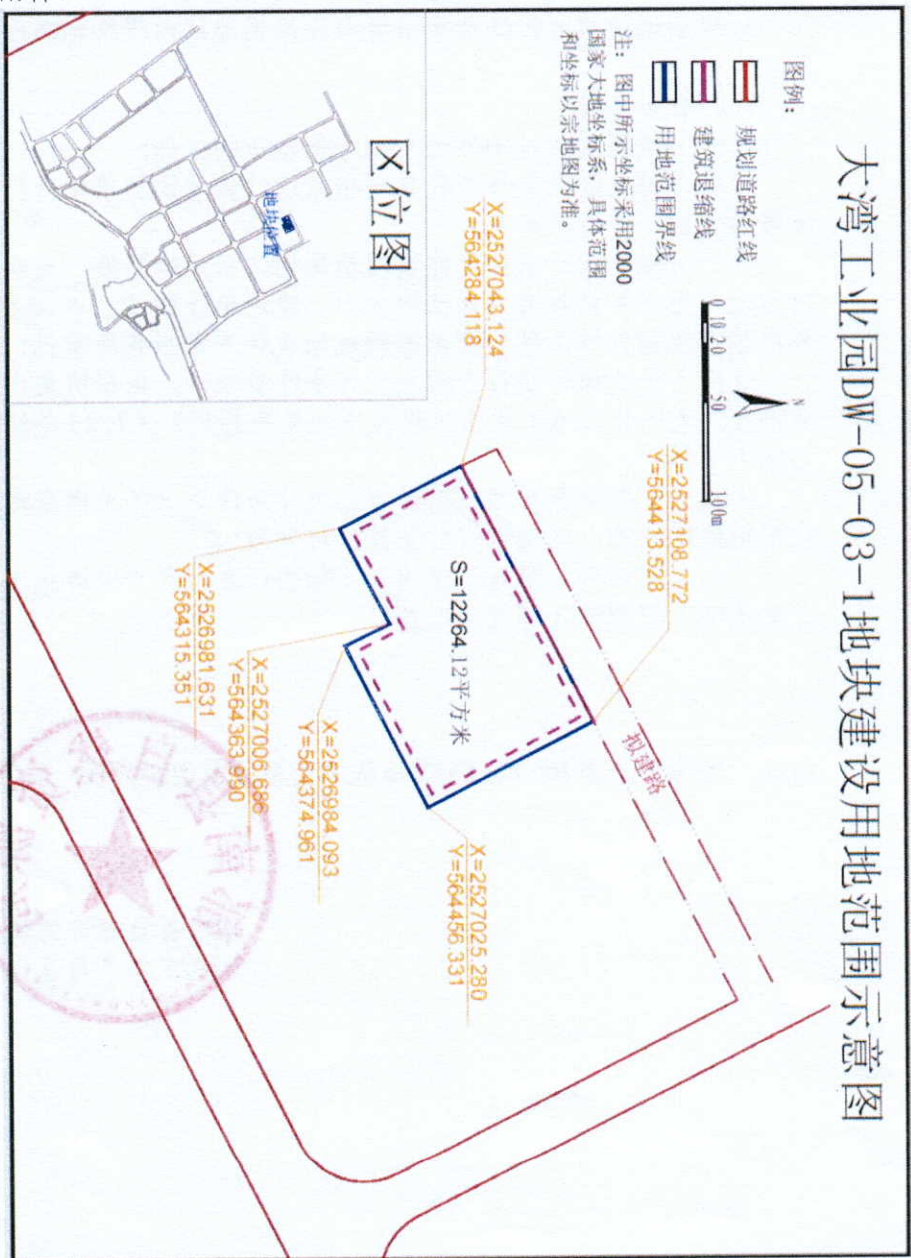 大湾工业园DW-05-03-1地块建设用地范围示意图
图例：
规划道路红线
建筑退缩线
用地范围界线
注：图中所示坐标采用2000
国家大地坐标系，具体范围
和坐标以宗地图为准。
0 10 20 50 100m
N
X=2527108.772
Y=564413.528
X=2527043.124
Y=564284.118
拟建路
S=12264.12平方米
X=2527025.280
Y=564456.331
X=2526984.093
Y=564374.961
X=2527006.686
Y=564363.990
X=2526981.631
Y=564315.351
区位图
地块位置